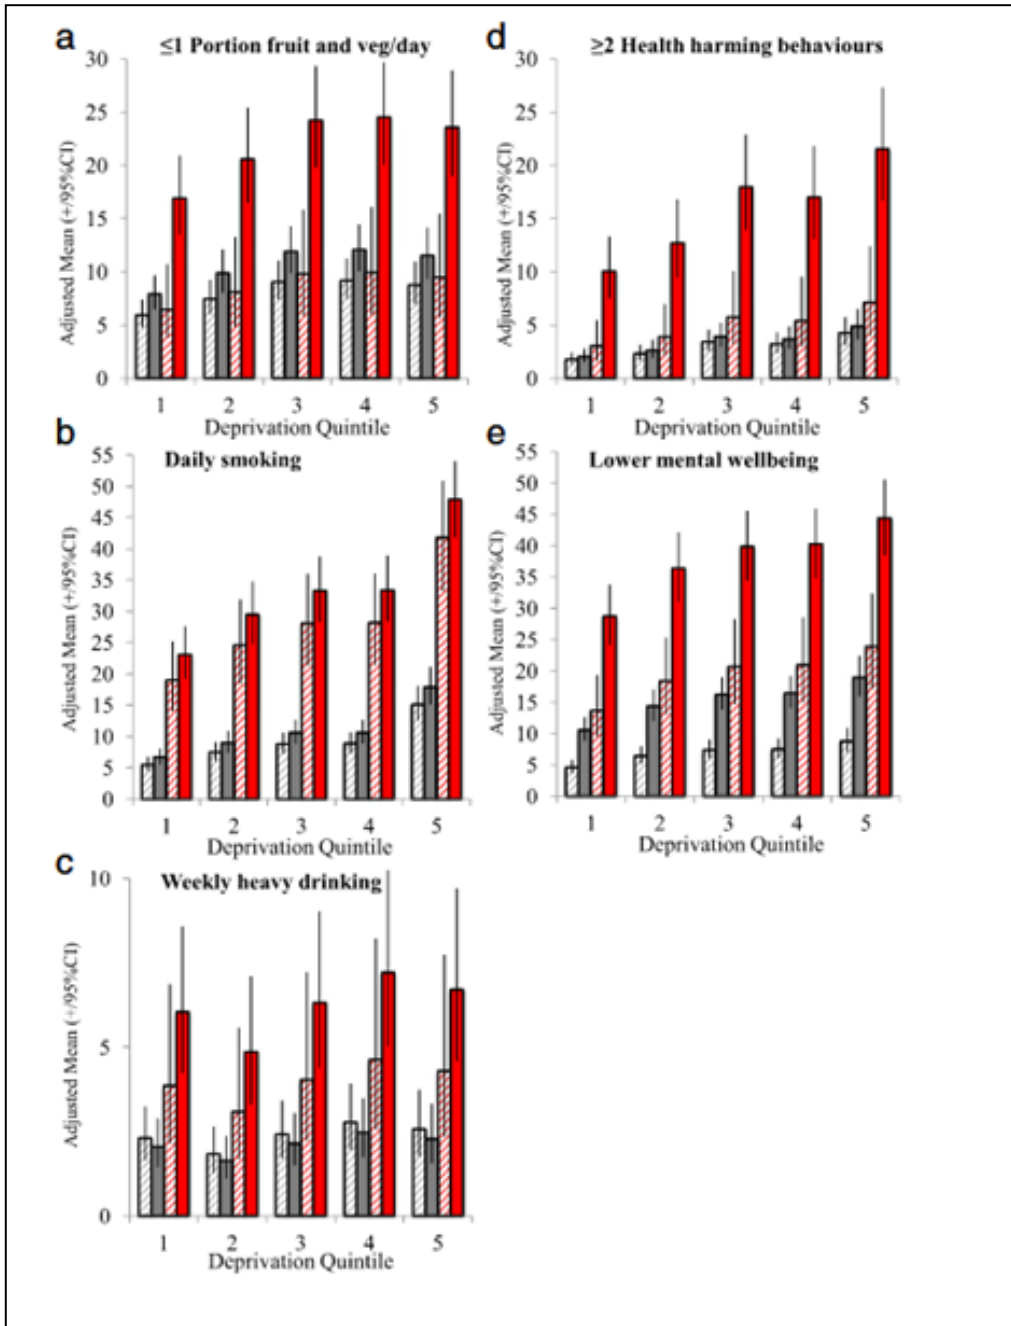 a
≤1 Portion fruit and veg/day
30
25
20
15
10
5
0
Adjusted Mean (+/95%CI)
1 2 3 4 5
Deprivation Quintile
b
Daily smoking
55
50
45
40
35
30
25
20
15
10
5
0
Adjusted Mean (+/95%CI)
1 2 3 4 5
Deprivation Quintile
c
Weekly heavy drinking
10
5
0
Adjusted Mean (+/95%CI)
1 2 3 4 5
Deprivation Quintile
d
≥2 Health harming behaviours
30
25
20
15
10
5
0
Adjusted Mean (+/95%CI)
1 2 3 4 5
Deprivation Quintile
e
Lower mental wellbeing
55
50
45
40
35
30
25
20
15
10
5
0
Adjusted Mean (+/95%CI)
1 2 3 4 5
Deprivation Quintile